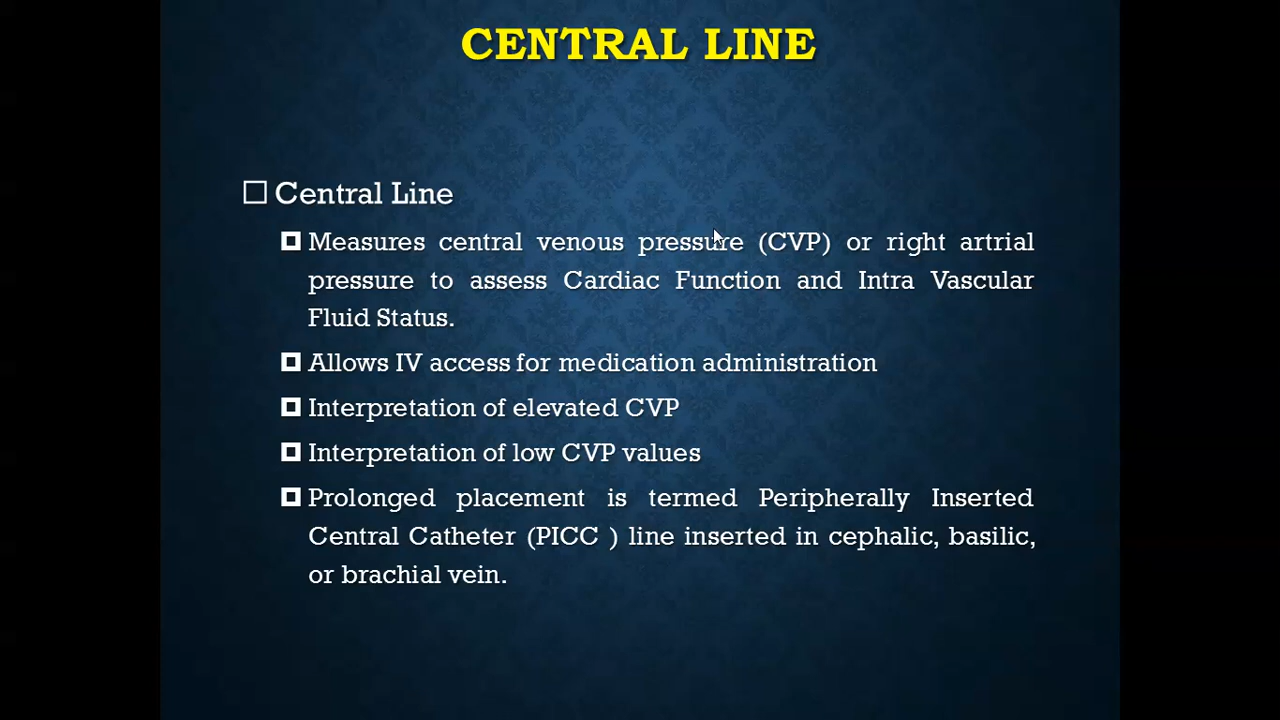 CENTRAL LINE
Central Line
Measures central venous pressure (CVP) or right artrial
pressure to assess Cardiac Function and Intra Vascular
Fluid Status.
Allows IV access for medication administration
Interpretation of elevated CVP
Interpretation of low CVP values
Prolonged placement is termed Peripherally Inserted
Central Catheter (PICC ) line inserted in cephalic, basilic,
or brachial vein.